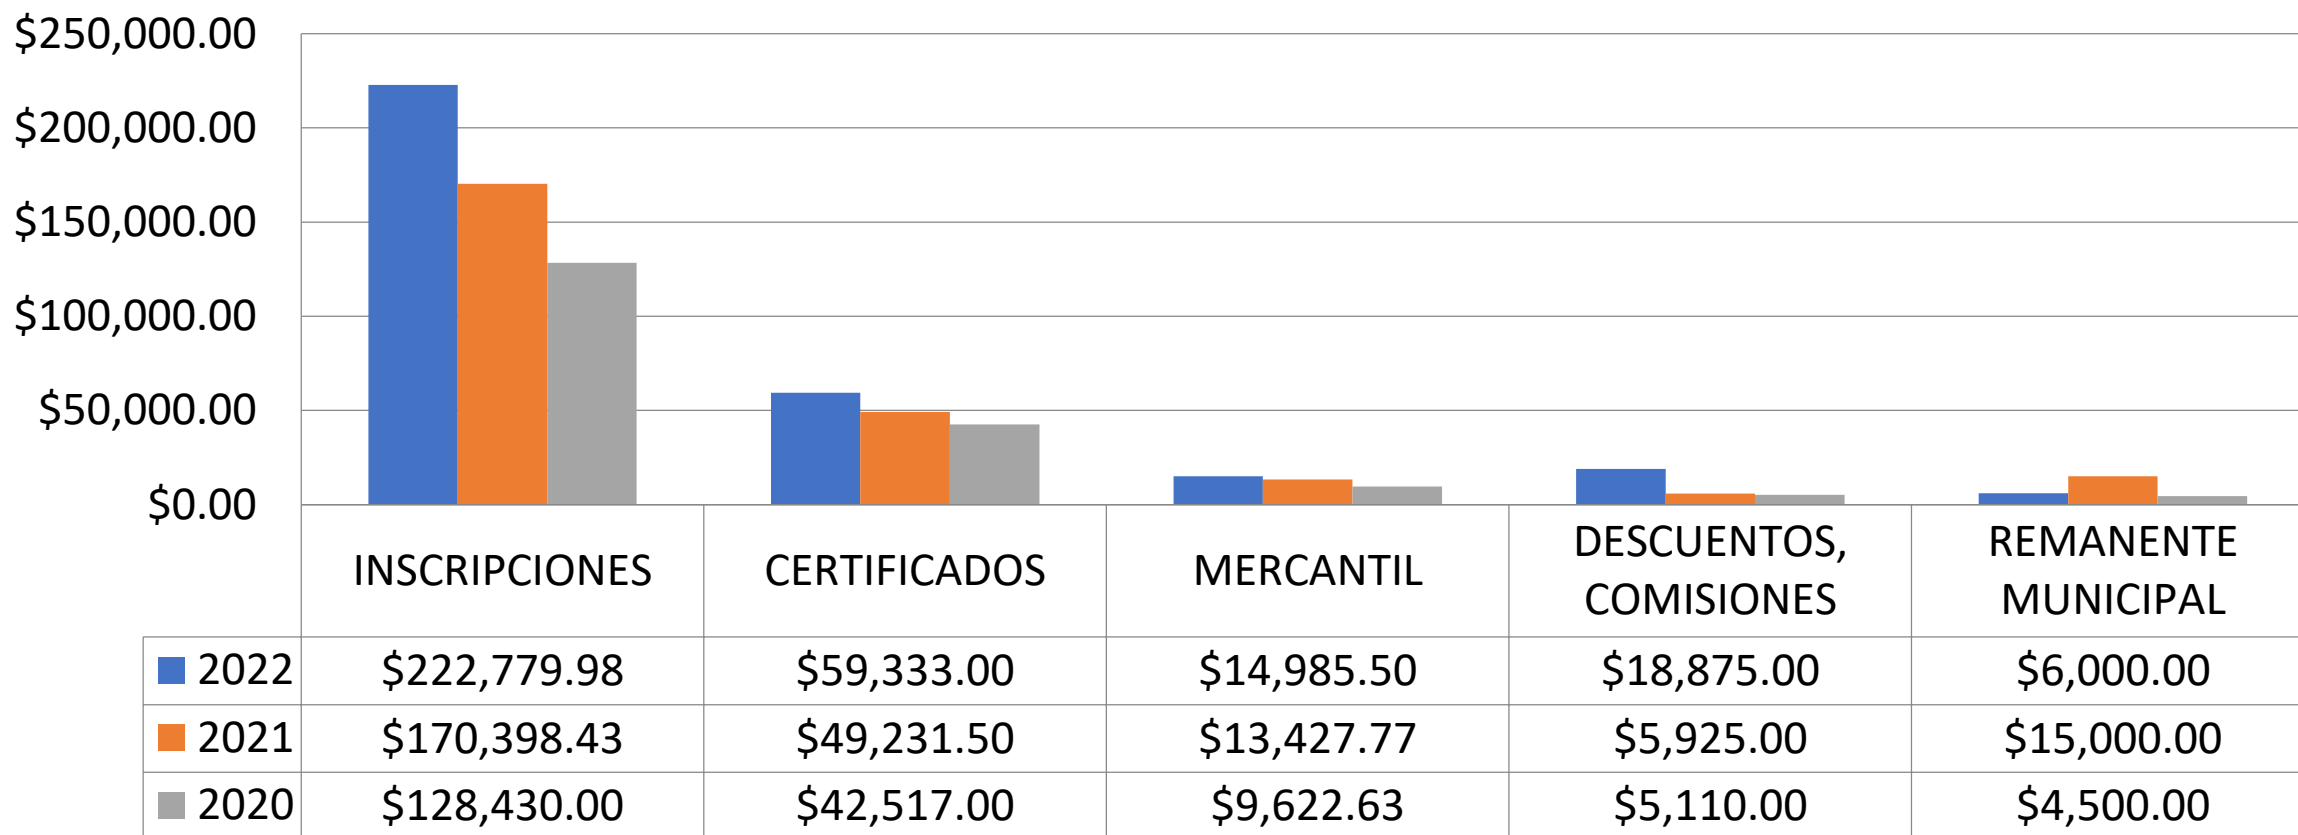 $250,000.00
$200,000.00
$150,000.00
$100,000.00
$50,000.00
$0.00
INSCRIPCIONES CERTIFICADOS MERCANTIL DESCUENTOS, COMISIONES REMANENTE MUNICIPAL
2022 $222,779.98 $59,333.00 $14,985.50 $18,875.00 $6,000.00
2021 $170,398.43 $49,231.50 $13,427.77 $5,925.00 $15,000.00
2020 $128,430.00 $42,517.00 $9,622.63 $5,110.00 $4,500.00